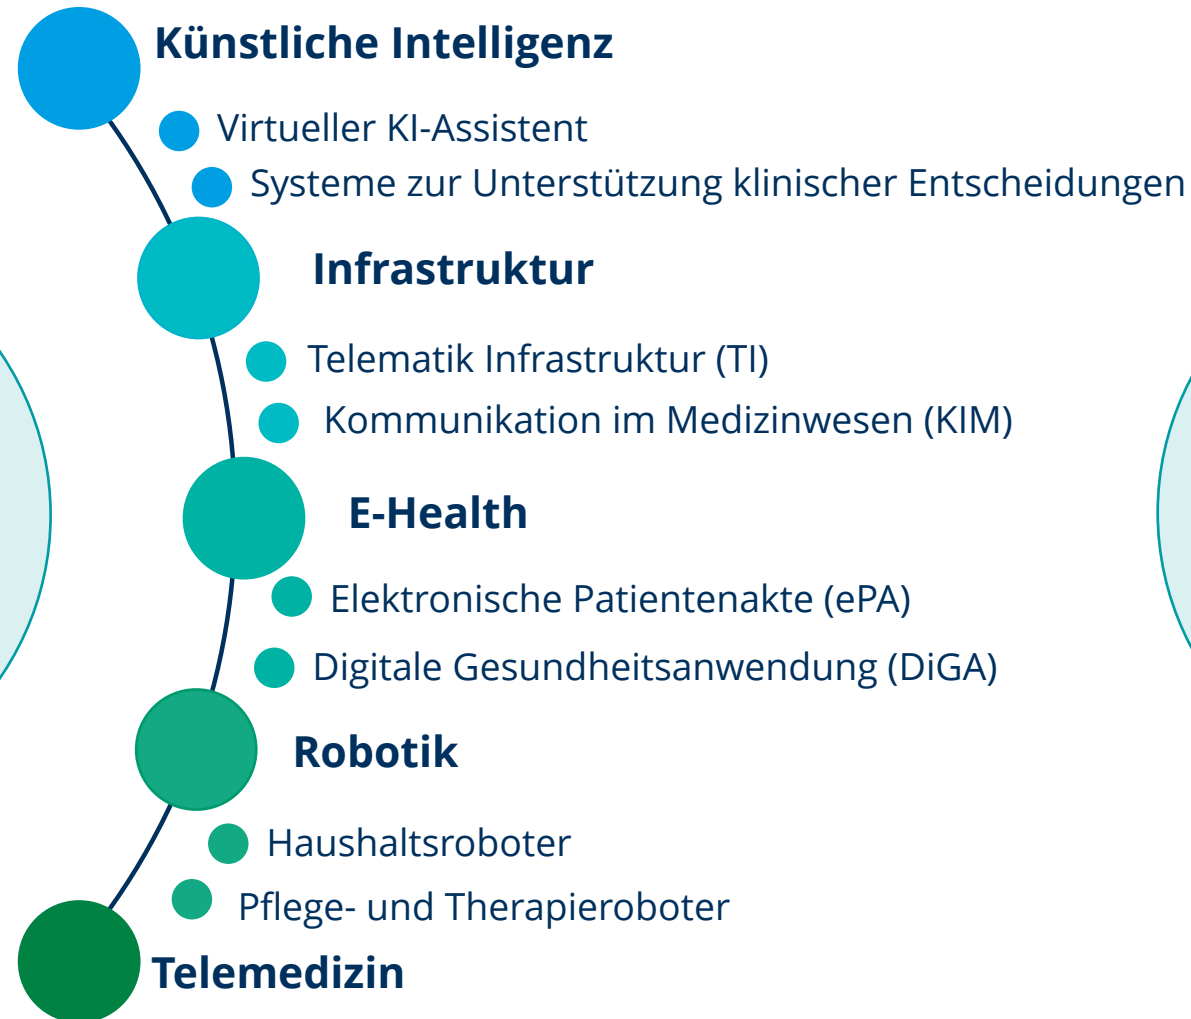 Künstliche Intelligenz
Virtueller KI-Assistent
Systeme zur Unterstützung klinischer Entscheidungen
Infrastruktur
Telematik Infrastruktur (TI)
Kommunikation im Medizinwesen (KIM)
E-Health
Elektronische Patientenakte (ePA)
Digitale Gesundheitsanwendung (DiGA)
Robotik
Haushaltsroboter
Pflege- und Therapieroboter
Telemedizin